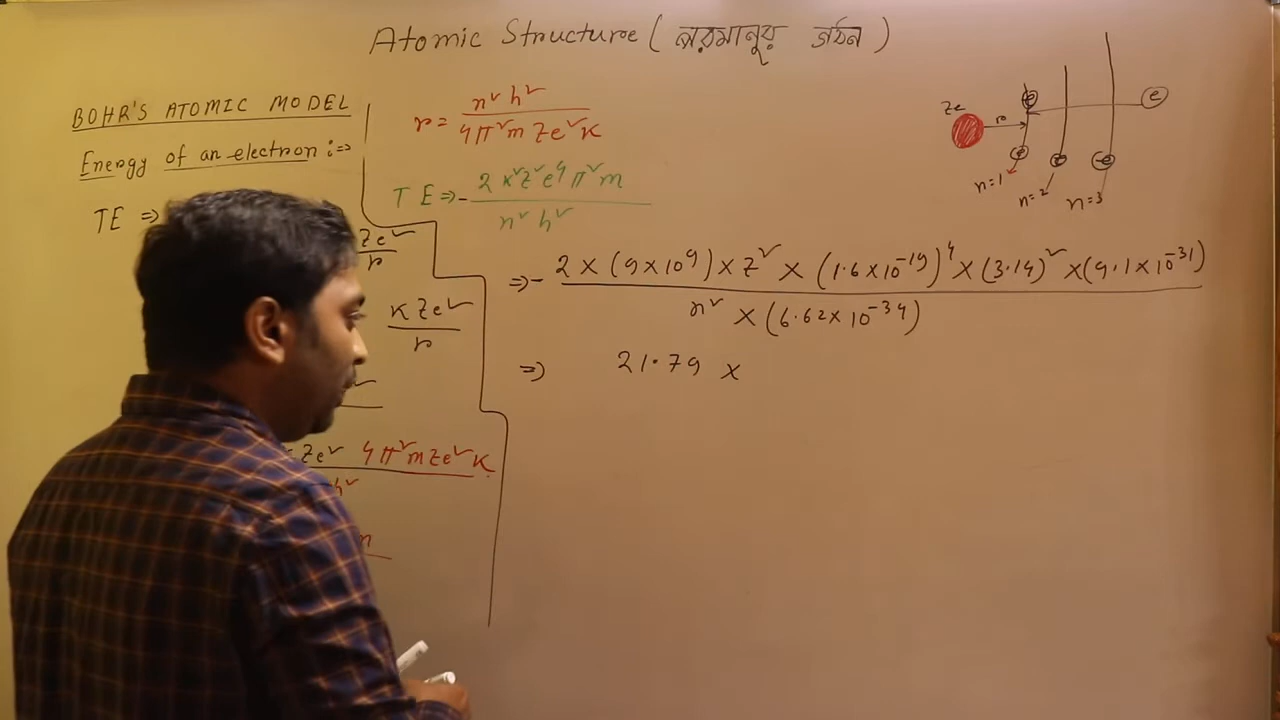 Atomic Structure ( পরমানুর গঠন )
BOHR'S ATOMIC MODEL
Energy of an electron :⇒
TE ⇒
Ze²
r
KZe²
r
Ze² 4π²mZe²K
h²
r = n²h²
4π²mZe²K
TE ⇒ - 2K²Z²e⁴π²m
n²h²
⇒ - 2 × (9×10⁹) × Z² × (1.6×10⁻¹⁹)⁴ × (3.14)² × (9.1×10⁻³¹)
n² × (6.62×10⁻³⁴)
⇒ 21.79 ×
Ze
r
e
e
e
e
e
n=1
n=2
n=3